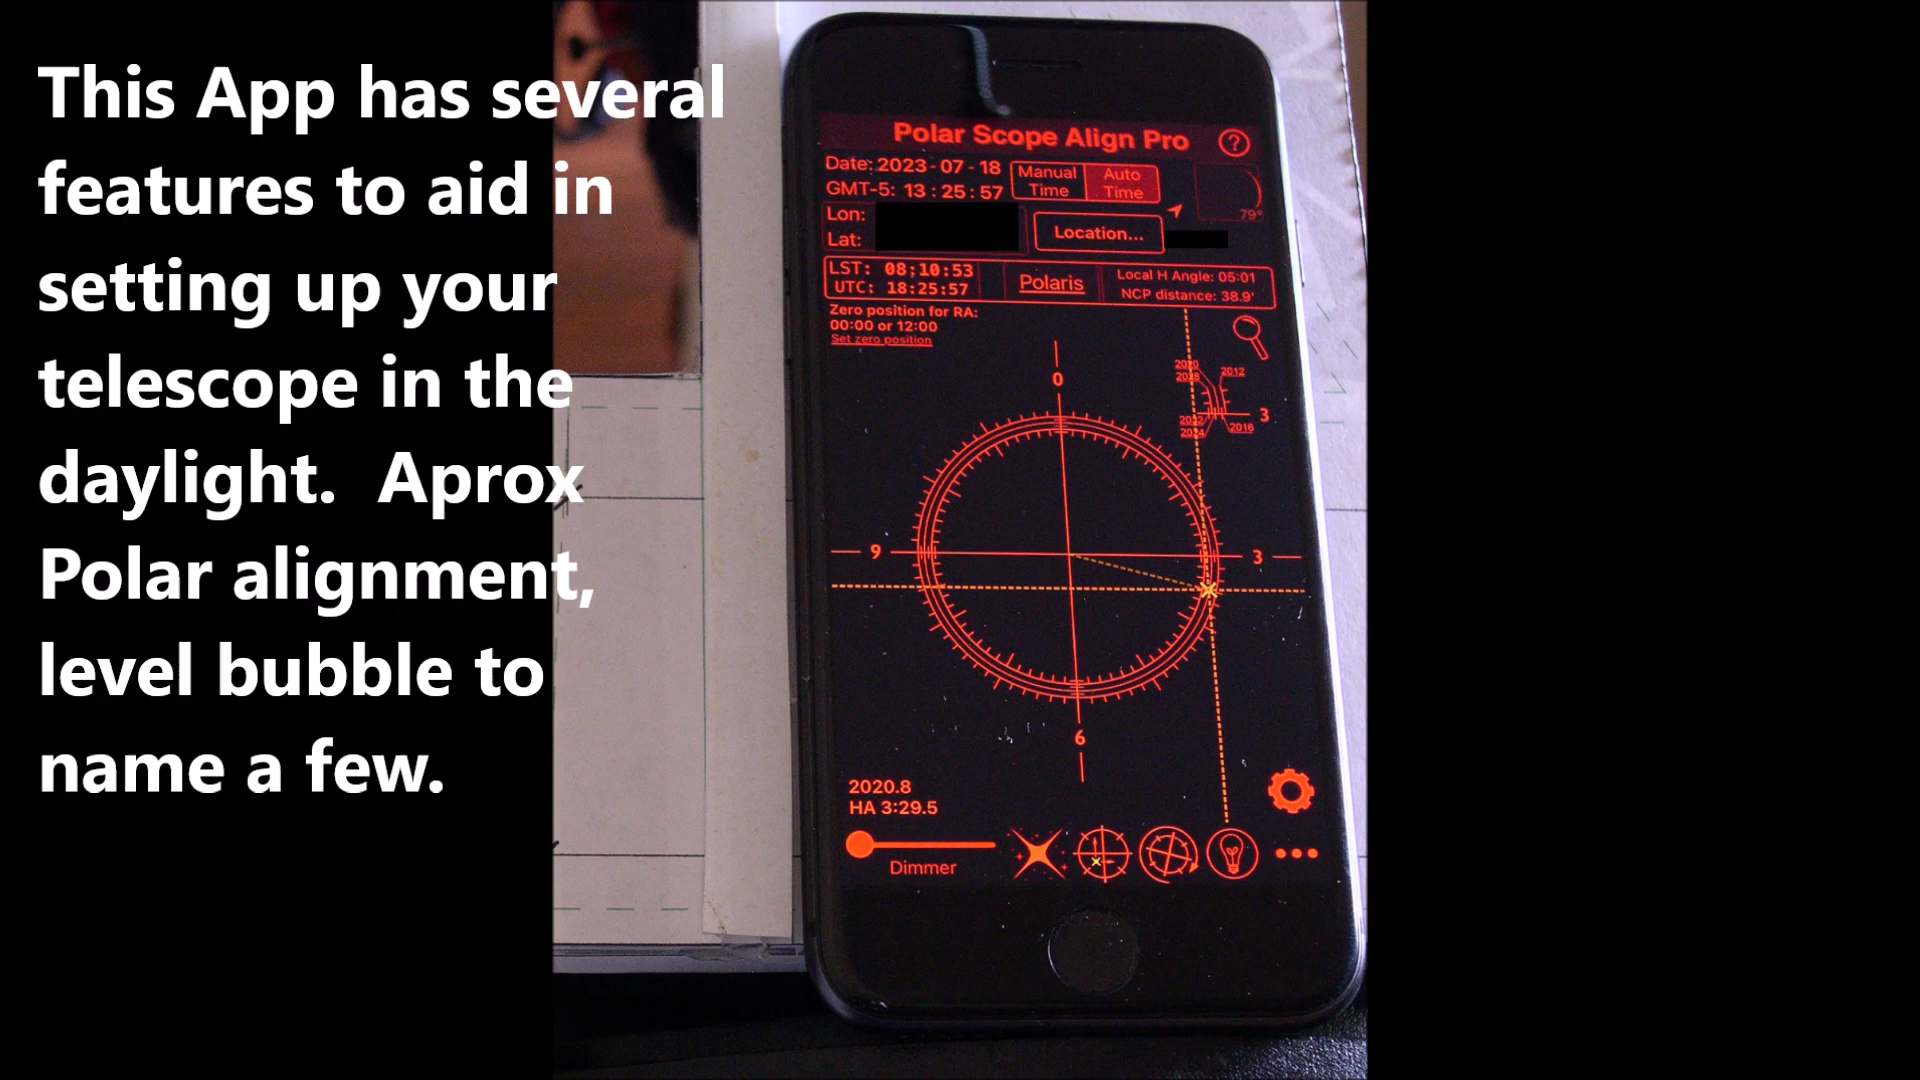 This App has several
features to aid in
setting up your
telescope in the
daylight.  Aprox
Polar alignment,
level bubble to
name a few.
Polar Scope Align Pro ?
Date: 2023-07-18
Manual Time
Auto Time
GMT-5: 13:25:57
79°
Lon:
Lat:
Location...
LST: 08;10:53
UTC: 18:25:57
Polaris
Local H Angle: 05:01
NCP distance: 38.9'
Zero position for RA:
00:00 or 12:00
Set zero position
0
2020
2012
2028
3
2016
2024
9
3
6
2020.8
HA 3:29.5
Dimmer